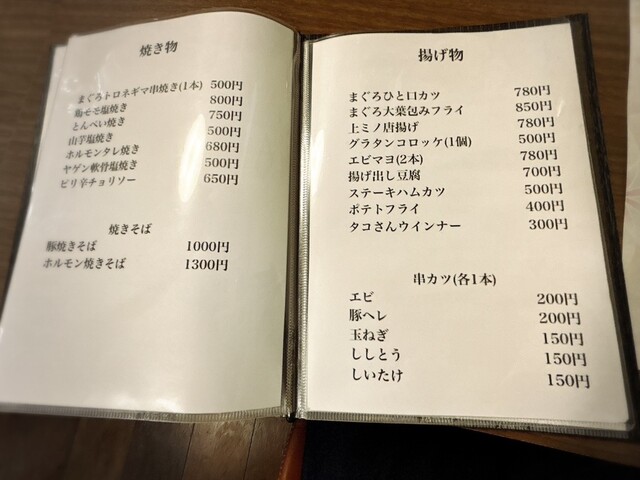 焼き物
まぐろトロネギマ串焼き(1本) 500円
鶏せせ塩焼き 800円
とんぺい焼き 750円
山芋塩焼き 500円
ホルモンタレ焼き 680円
ヤゲン軟骨塩焼き 500円
ピリ辛チョリソー 650円
焼きそば
豚焼きそば 1000円
ホルモン焼きそば 1300円
揚げ物
まぐろひと口カツ 780円
まぐろ大葉包みフライ 850円
上ミノ唐揚げ 780円
グラタンコロッケ(1個) 500円
エビマヨ(2本) 780円
揚げ出し豆腐 700円
ステーキハムカツ 500円
ポテトフライ 400円
タコさんウインナー 300円
串カツ(各1本)
エビ 200円
豚ヘレ 200円
玉ねぎ 150円
ししとう 150円
しいたけ 150円